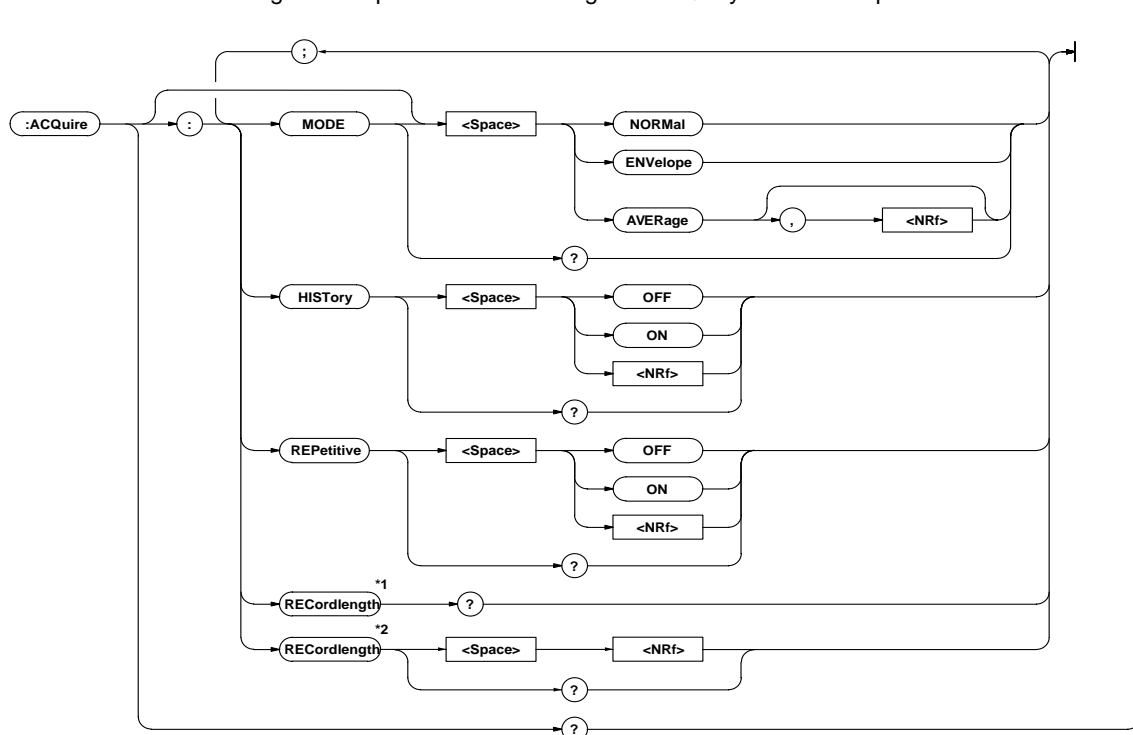 ;
:ACQuire : MODE <Space> NORMal
ENVelope
AVERage , <NRf>
?
HISTory <Space> OFF
ON
<NRf>
?
REPetitive <Space> OFF
ON
<NRf>
?
RECordlength *1 ?
RECordlength *2 <Space> <NRf>
?
?